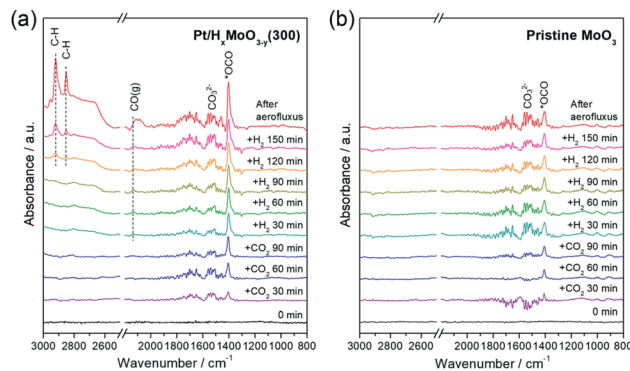 (a)
Pt/HxMoO3-y(300)
C-H
C-H
CO(g)
CO3^2-
*OCO
After
aerofluxus
+H2 150 min
+H2 120 min
+H2 90 min
+H2 60 min
+H2 30 min
+CO2 90 min
+CO2 60 min
+CO2 30 min
0 min
Absorbance / a.u.
3000 2800 2600 2000 1800 1600 1400 1200 1000 800
Wavenumber / cm^-1
(b)
Pristine MoO3
CO3^2-
*OCO
After
aerofluxus
+H2 150 min
+H2 120 min
+H2 90 min
+H2 60 min
+H2 30 min
+CO2 90 min
+CO2 60 min
+CO2 30 min
0 min
Absorbance / a.u.
3000 2800 2600 2000 1800 1600 1400 1200 1000 800
Wavenumber / cm^-1